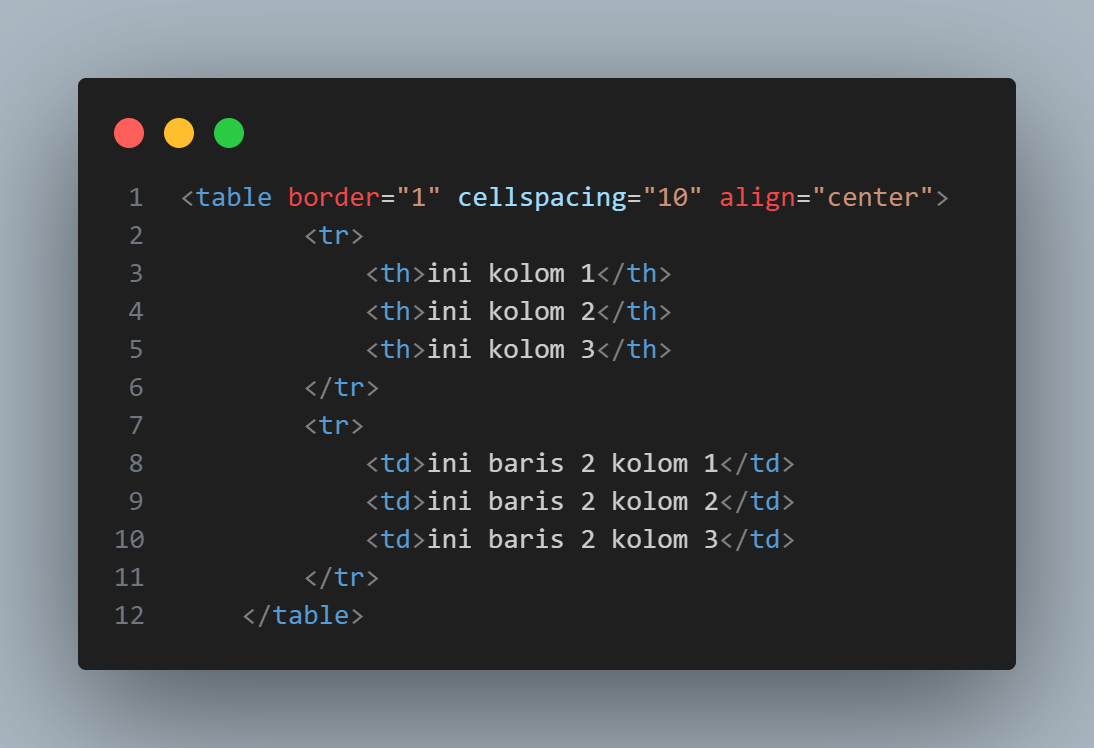 1 <table border="1" cellspacing="10" align="center">
2         <tr>
3             <th>ini kolom 1</th>
4             <th>ini kolom 2</th>
5             <th>ini kolom 3</th>
6         </tr>
7         <tr>
8             <td>ini baris 2 kolom 1</td>
9             <td>ini baris 2 kolom 2</td>
10             <td>ini baris 2 kolom 3</td>
11         </tr>
12     </table>